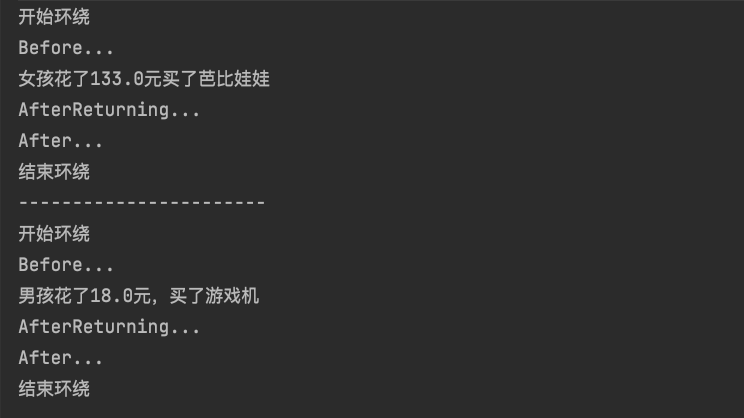 开始环绕
Before...
女孩花了133.0元买了芭比娃娃
AfterReturning...
After...
结束环绕
-----------------------
开始环绕
Before...
男孩花了18.0元，买了游戏机
AfterReturning...
After...
结束环绕